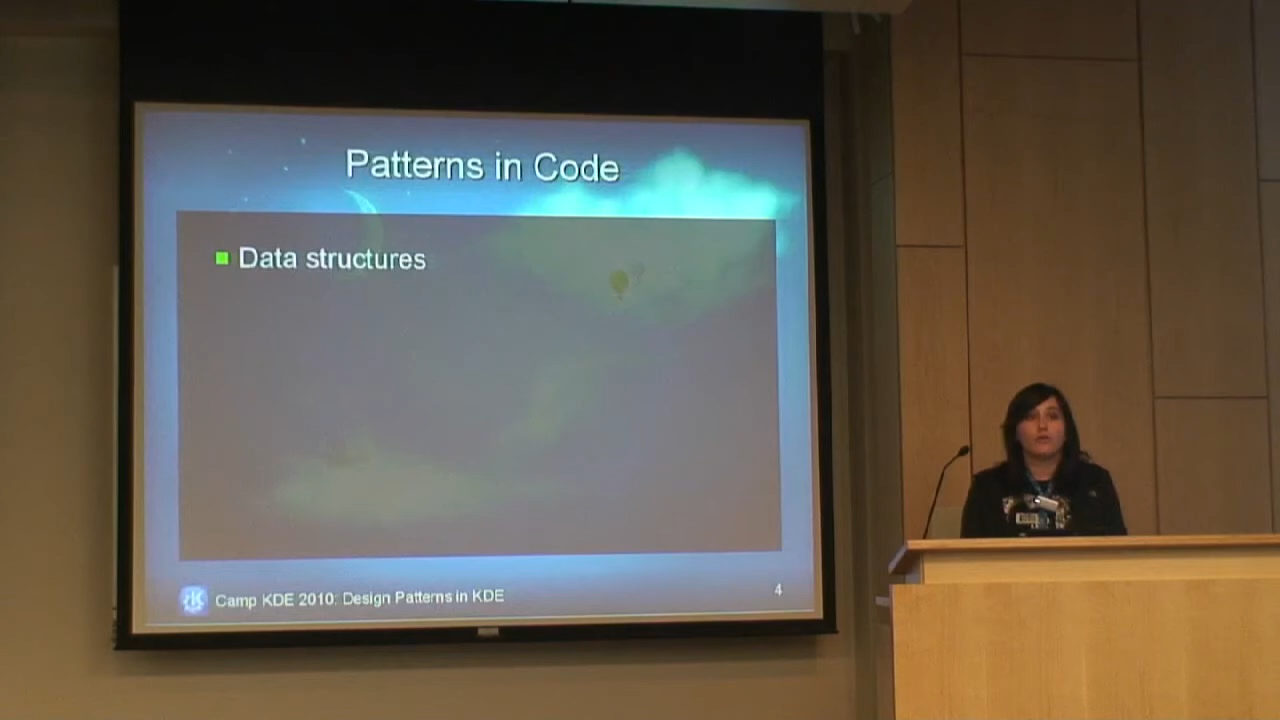 Patterns in Code
Data structures
Camp KDE 2010: Design Patterns in KDE
4